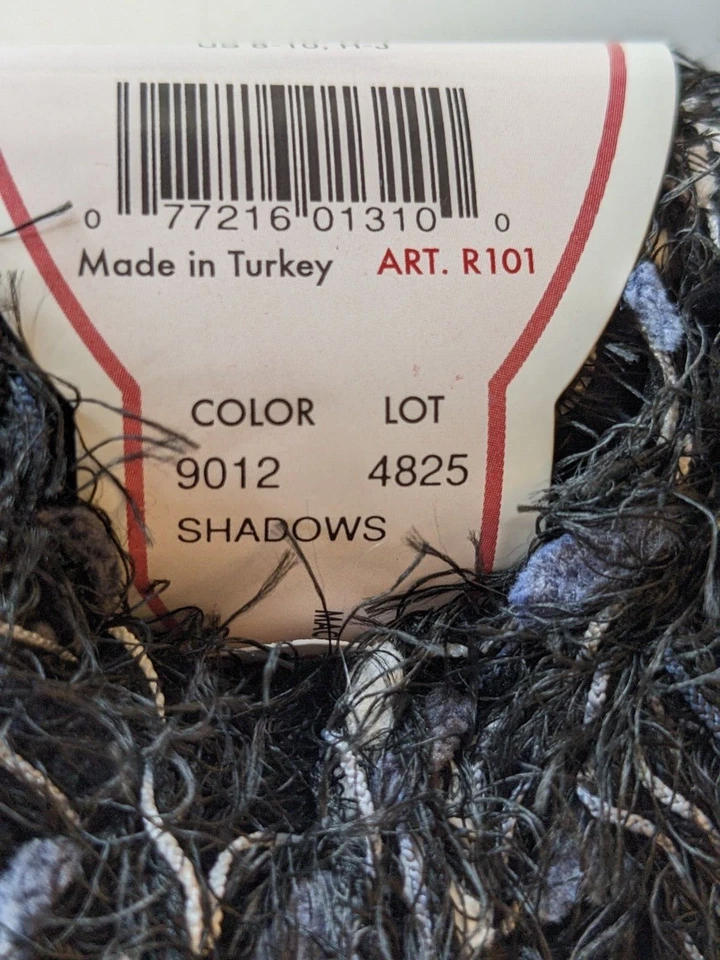 0 77216 01310 0
Made in Turkey ART. R101
COLOR LOT
9012 4825
SHADOWS